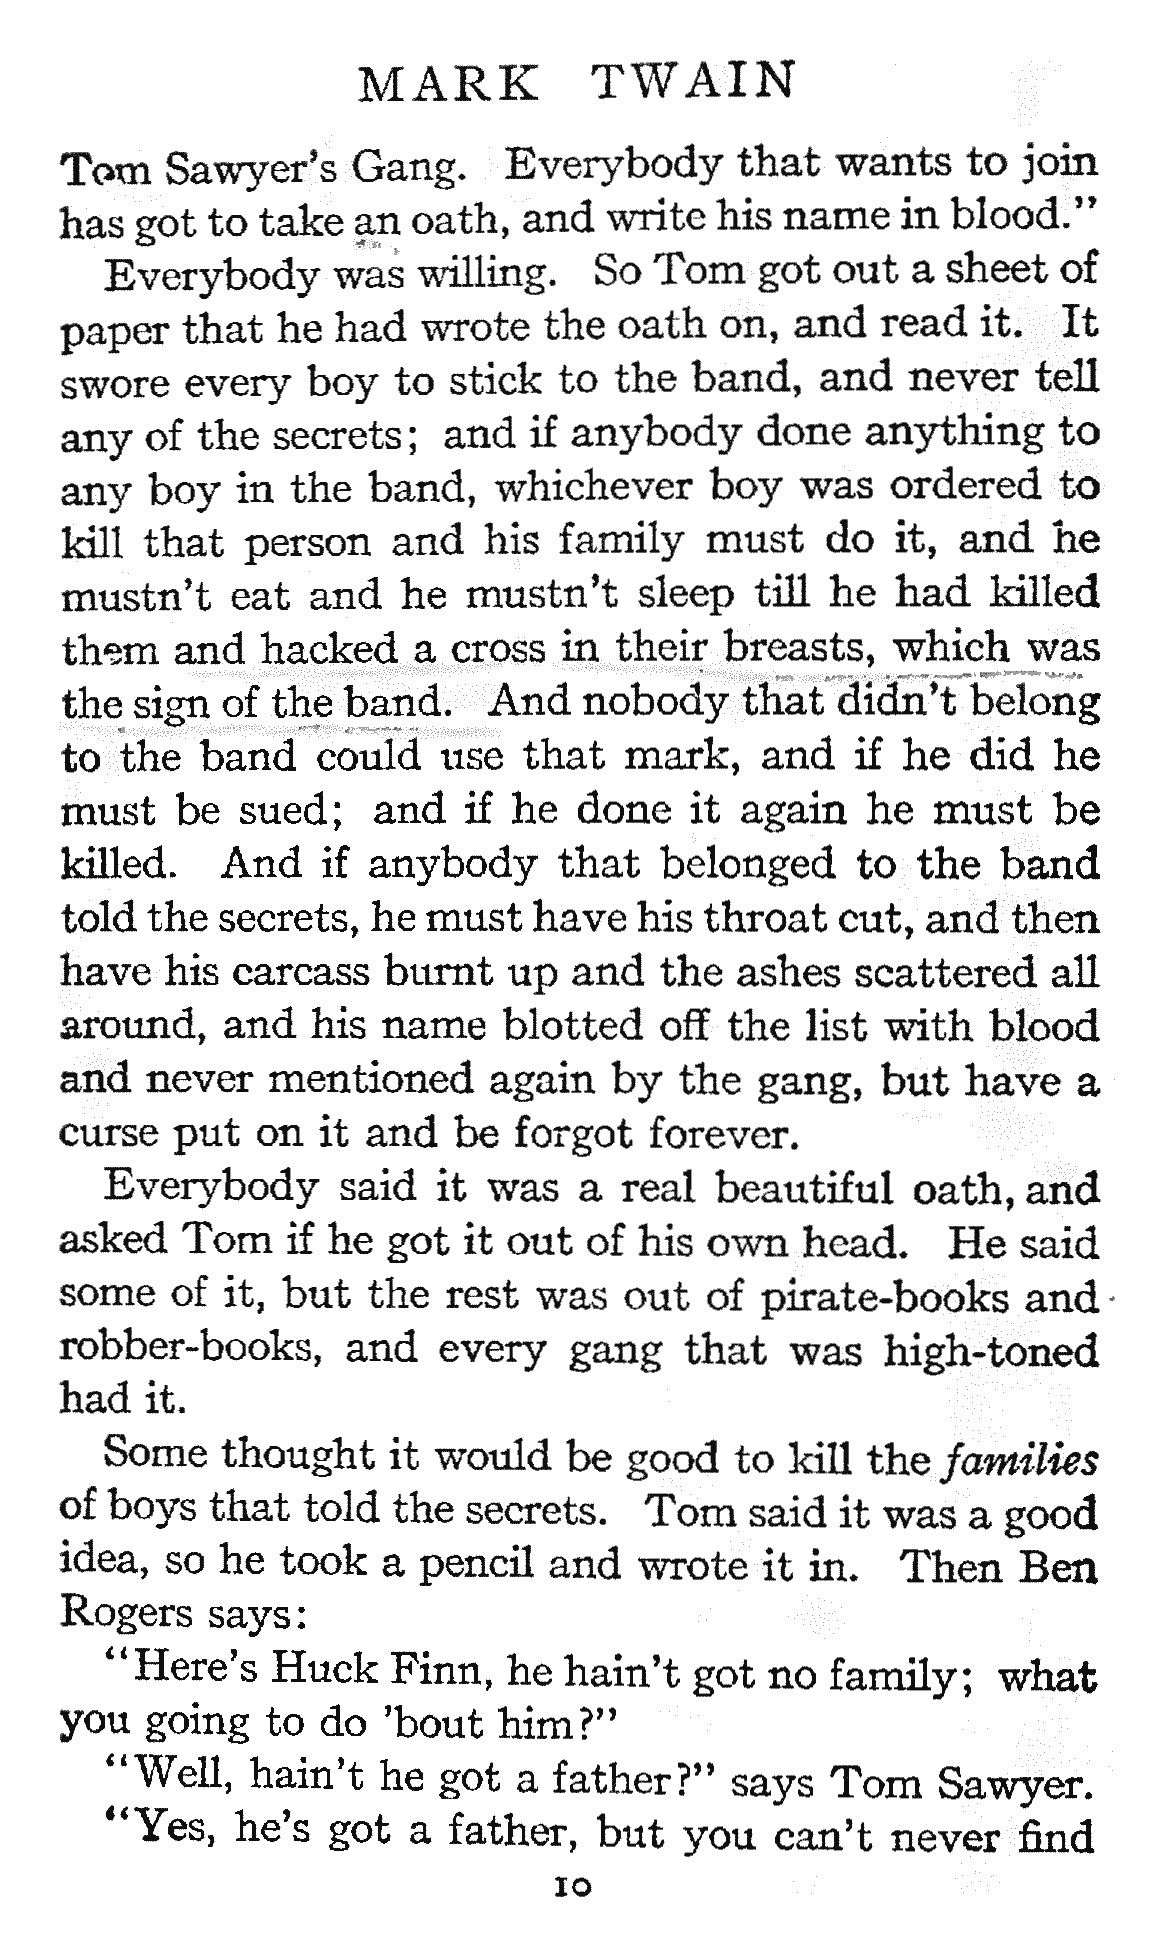 MARK TWAIN
Tom Sawyer's Gang. Everybody that wants to join
has got to take an oath, and write his name in blood."
Everybody was willing. So Tom got out a sheet of
paper that he had wrote the oath on, and read it. It
swore every boy to stick to the band, and never tell
any of the secrets; and if anybody done anything to
any boy in the band, whichever boy was ordered to
kill that person and his family must do it, and he
mustn't eat and he mustn't sleep till he had killed
them and hacked a cross in their breasts, which was
the sign of the band. And nobody that didn't belong
to the band could use that mark, and if he did he
must be sued; and if he done it again he must be
killed. And if anybody that belonged to the band
told the secrets, he must have his throat cut, and then
have his carcass burnt up and the ashes scattered all
around, and his name blotted off the list with blood
and never mentioned again by the gang, but have a
curse put on it and be forgot forever.
Everybody said it was a real beautiful oath, and
asked Tom if he got it out of his own head. He said
some of it, but the rest was out of pirate-books and
robber-books, and every gang that was high-toned
had it.
Some thought it would be good to kill the families
of boys that told the secrets. Tom said it was a good
idea, so he took a pencil and wrote it in. Then Ben
Rogers says:
"Here's Huck Finn, he hain't got no family; what
you going to do 'bout him?"
"Well, hain't he got a father?" says Tom Sawyer.
"Yes, he's got a father, but you can't never find
10